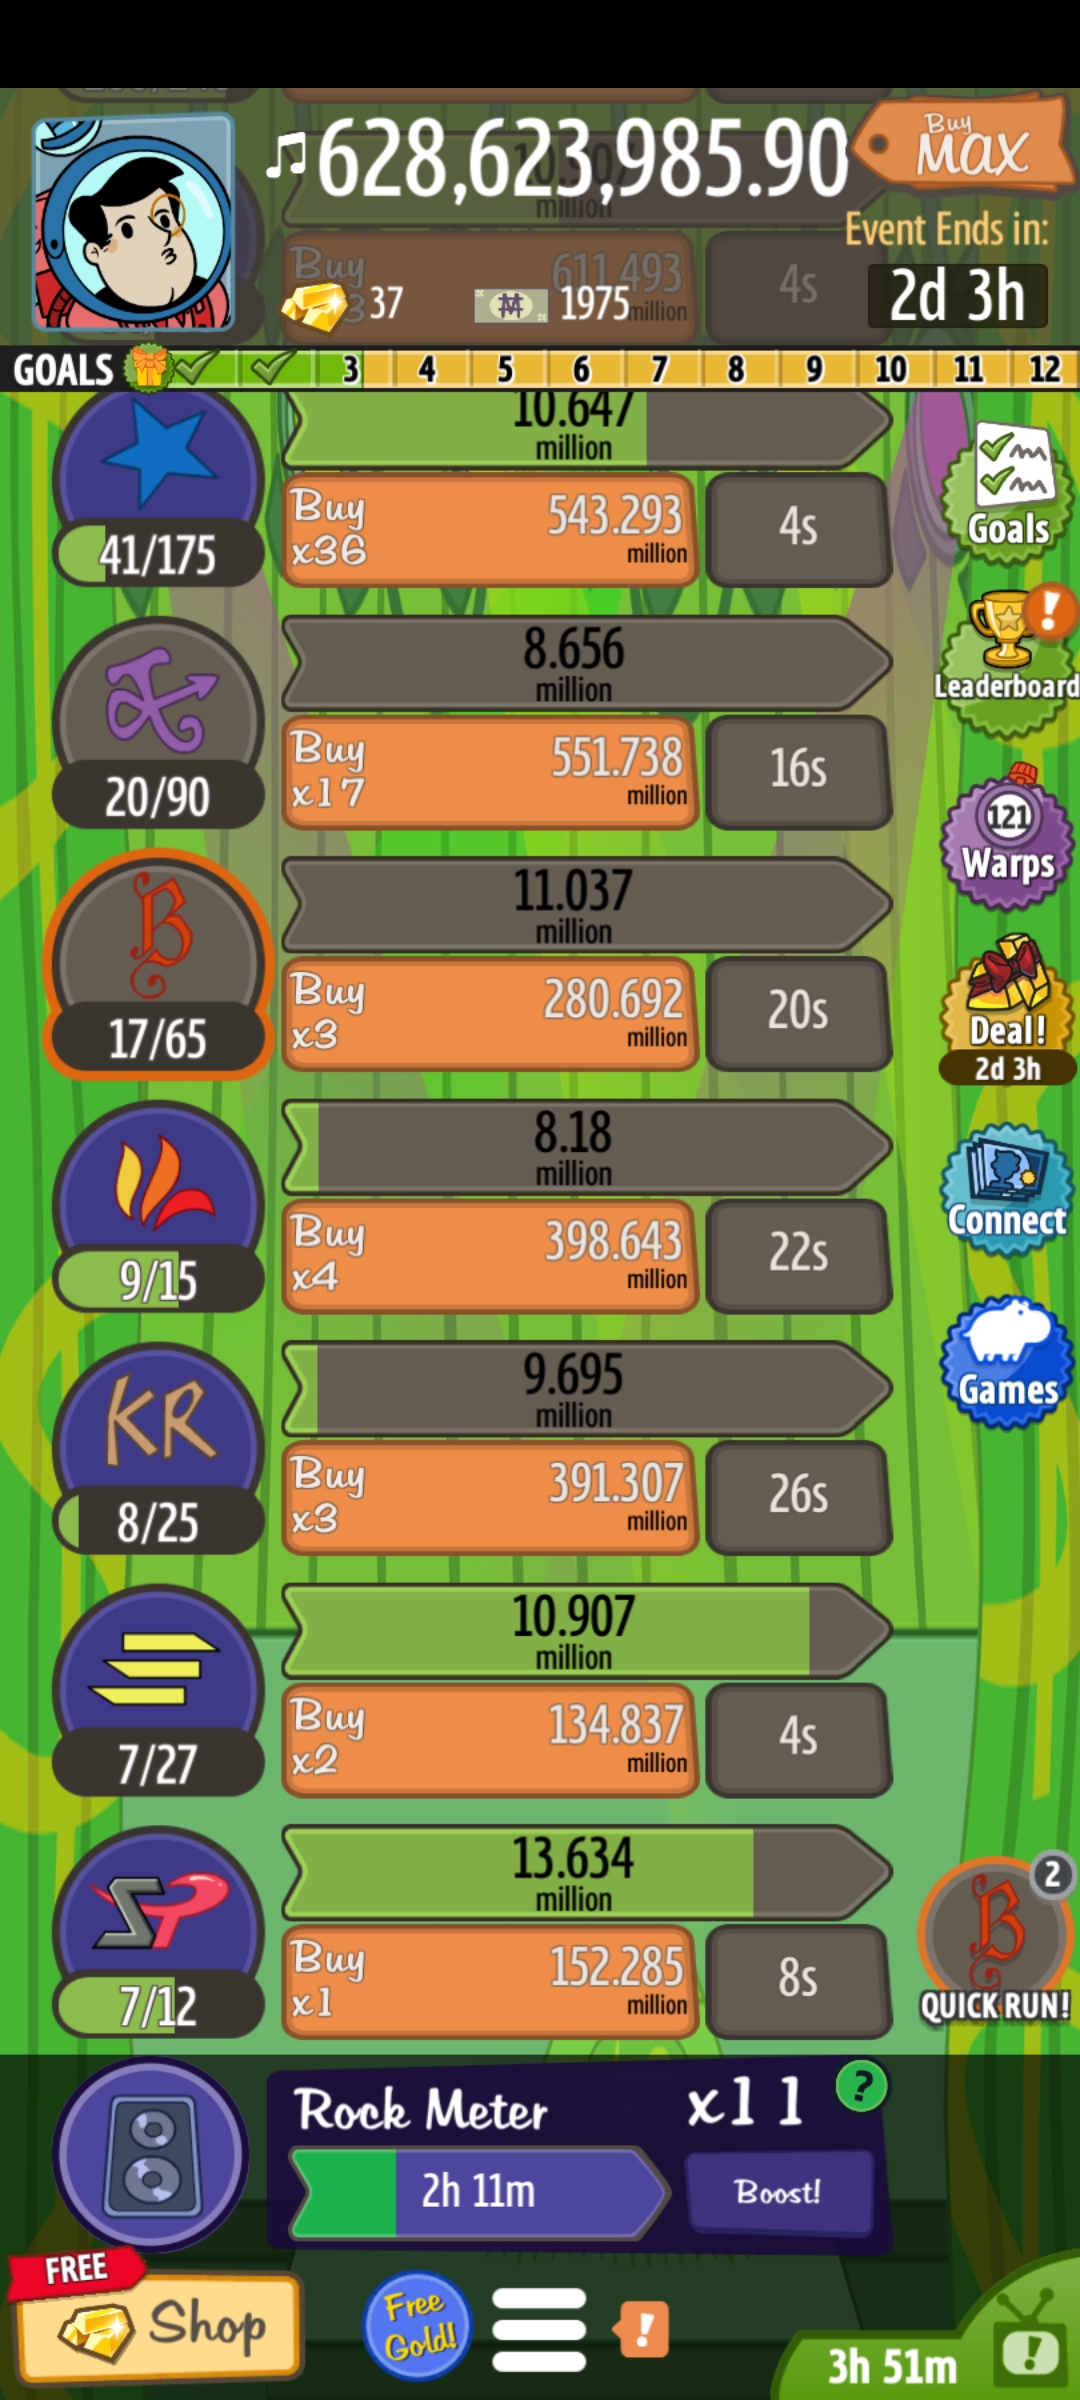 628,623,985.90
Buy
MAX
Event Ends in:
2d 3h
Buy
611.493
million
4s
37
1975
GOALS
3 4 5 6 7 8 9 10 11 12
10.647
million
41/175
Buy
x36
543.293
million
4s
Goals
8.656
million
20/90
Buy
x17
551.738
million
16s
Leaderboard
!
121
Warps
11.037
million
17/65
Buy
x3
280.692
million
20s
Deal!
2d 3h
8.18
million
9/15
Buy
x4
398.643
million
22s
Connect
9.695
million
KR
8/25
Buy
x3
391.307
million
26s
Games
10.907
million
7/27
Buy
x2
134.837
million
4s
13.634
million
SP
7/12
Buy
x1
152.285
million
8s
B
2
QUICK RUN!
Rock Meter
x11
?
2h 11m
Boost!
FREE
Shop
Free
Gold!
!
3h 51m
!